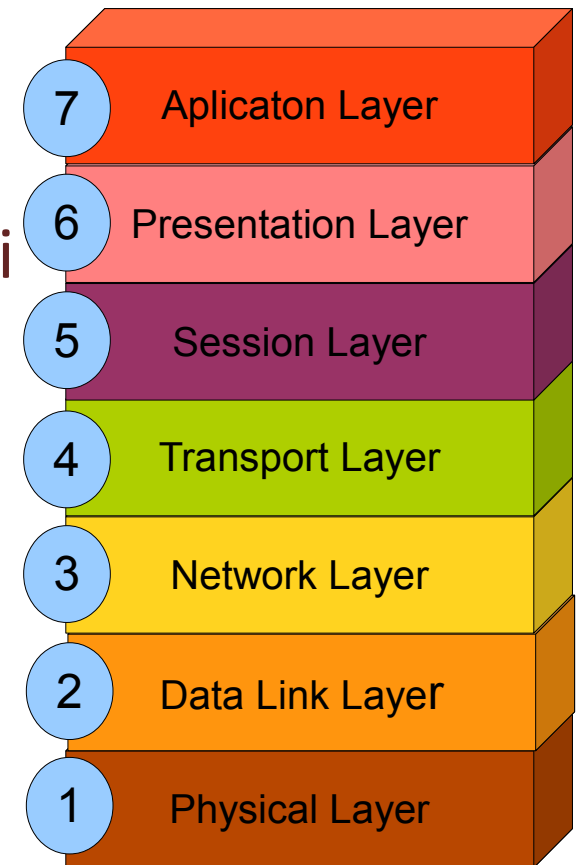 7 Aplicaton Layer
6 Presentation Layer
i
5 Session Layer
4 Transport Layer
3 Network Layer
2 Data Link Layer
1 Physical Layer